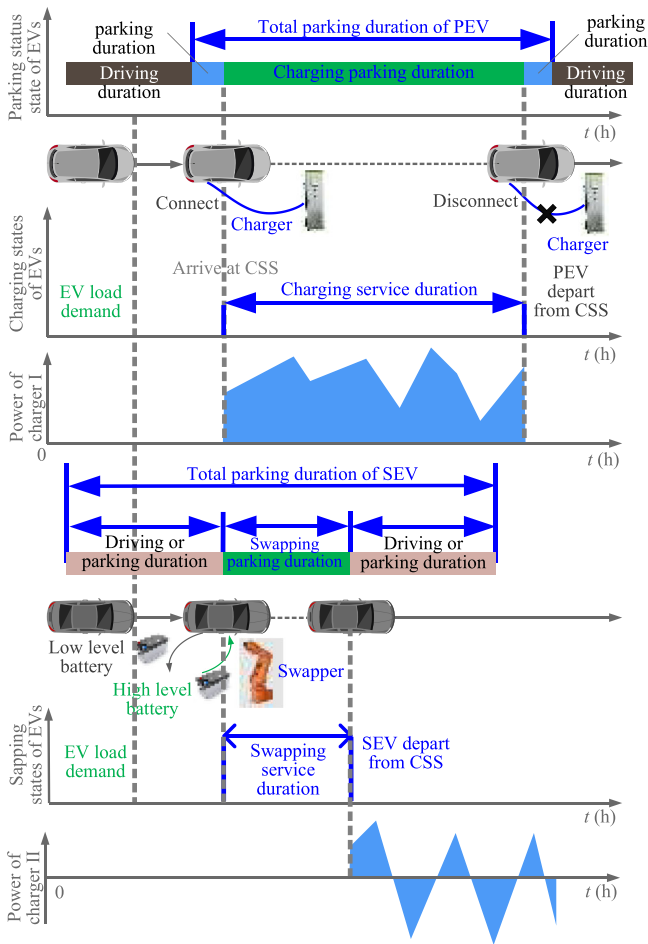 Parking status
state of EVs
parking
duration
Total parking duration of PEV
parking
duration
Driving
duration
Charging parking duration
Driving
duration
t (h)
Connect
Charger
Disconnect
Charger
Charging states
of EVs
Arrive at CSS
EV load
demand
Charging service duration
PEV
depart
from CSS
t (h)
Power of
charger I
0
t (h)
Total parking duration of SEV
Driving or
parking duration
Swapping
parking duration
Driving or
parking duration
Low level
battery
High level
battery
Swapper
Sapping
states of EVs
EV load
demand
Swapping
service
duration
SEV depart
from CSS
t (h)
Power of
charger II
0
t (h)